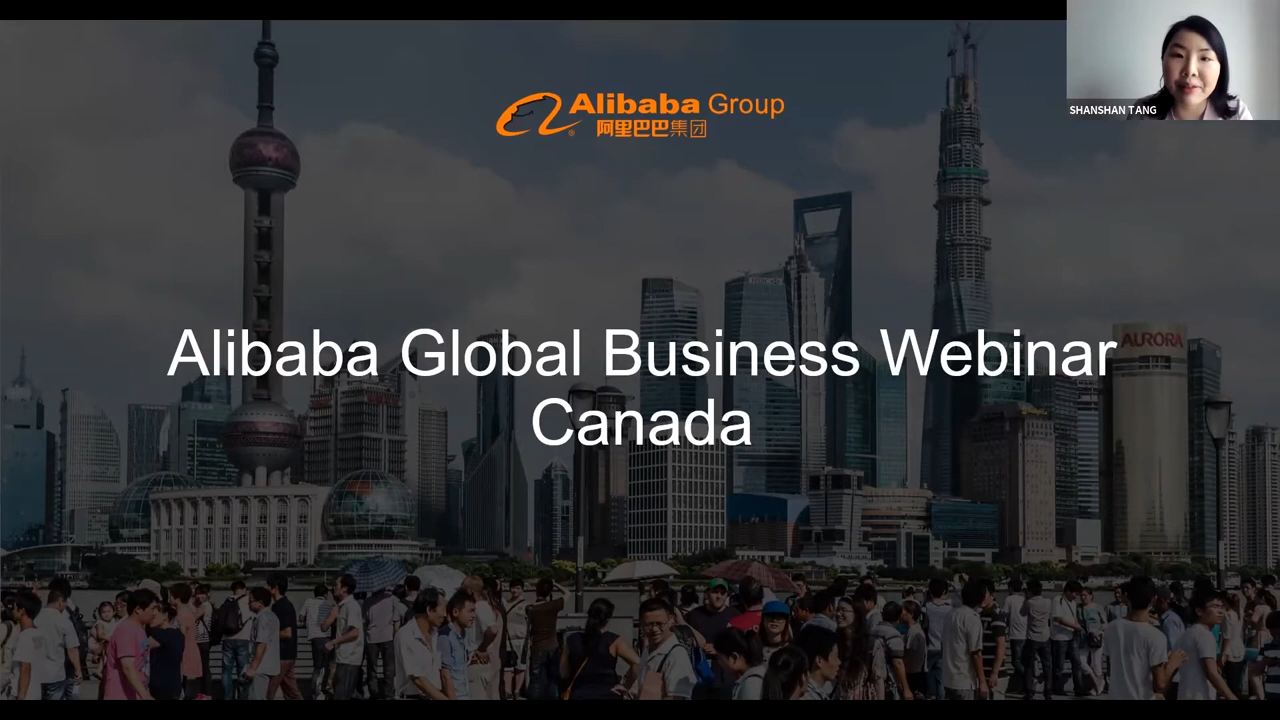 Alibaba Group
阿里巴巴集团
SHANSHAN TANG
Alibaba Global Business Webinar
Canada
AURORA